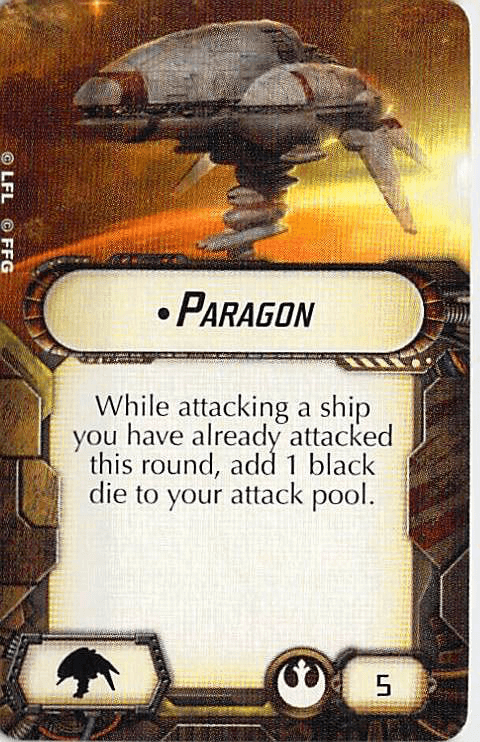 © LFL © FFG
• PARAGON
While attacking a ship
you have already attacked
this round, add 1 black
die to your attack pool.
5